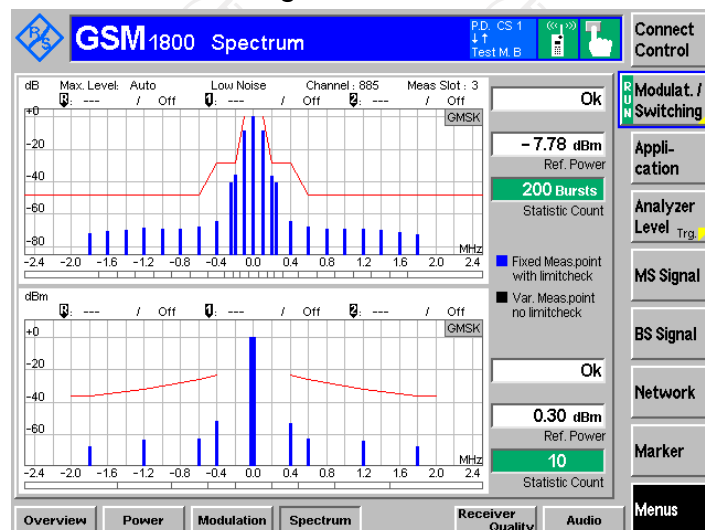 R&S
GSM 1800 Spectrum
P.D. CS 1
Test M. B
Connect Control
dB Max. Level: Auto Low Noise Channel : 885 Meas Slot : 3
R: --- / Off 1: --- / Off 2: --- / Off
GMSK
+0
-20
-40
-60
-80
MHz
-2.4 -2.0 -1.6 -1.2 -0.8 -0.4 0.0 0.4 0.8 1.2 1.6 2.0 2.4
Ok
-7.78 dBm
Ref. Power
200 Bursts
Statistic Count
Fixed Meas.point
with limitcheck
Var. Meas.point
no limitcheck
dBm
R: --- / Off 1: --- / Off 2: --- / Off
GMSK
+0
-20
-40
-60
MHz
-2.4 -2.0 -1.6 -1.2 -0.8 -0.4 0.0 0.4 0.8 1.2 1.6 2.0 2.4
Ok
0.30 dBm
Ref. Power
10
Statistic Count
RUN
Modulat. /
Switching
Appli-
cation
Analyzer
Level Trg.
MS Signal
BS Signal
Network
Marker
Menus
Overview Power Modulation Spectrum Receiver Quality Audio